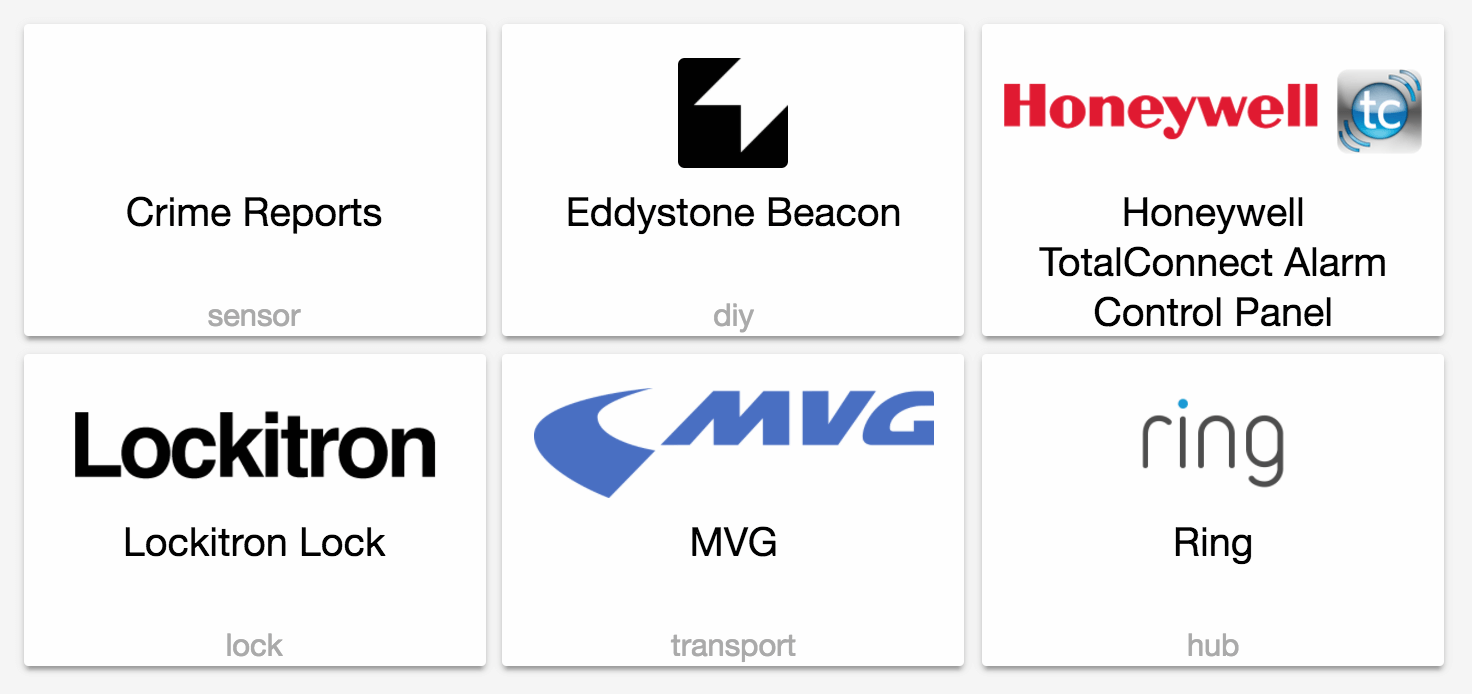 Crime Reports
sensor
Eddystone Beacon
diy
Honeywell tc
Honeywell
TotalConnect Alarm
Control Panel
Lockitron
Lockitron Lock
lock
MVG
MVG
transport
ring
Ring
hub